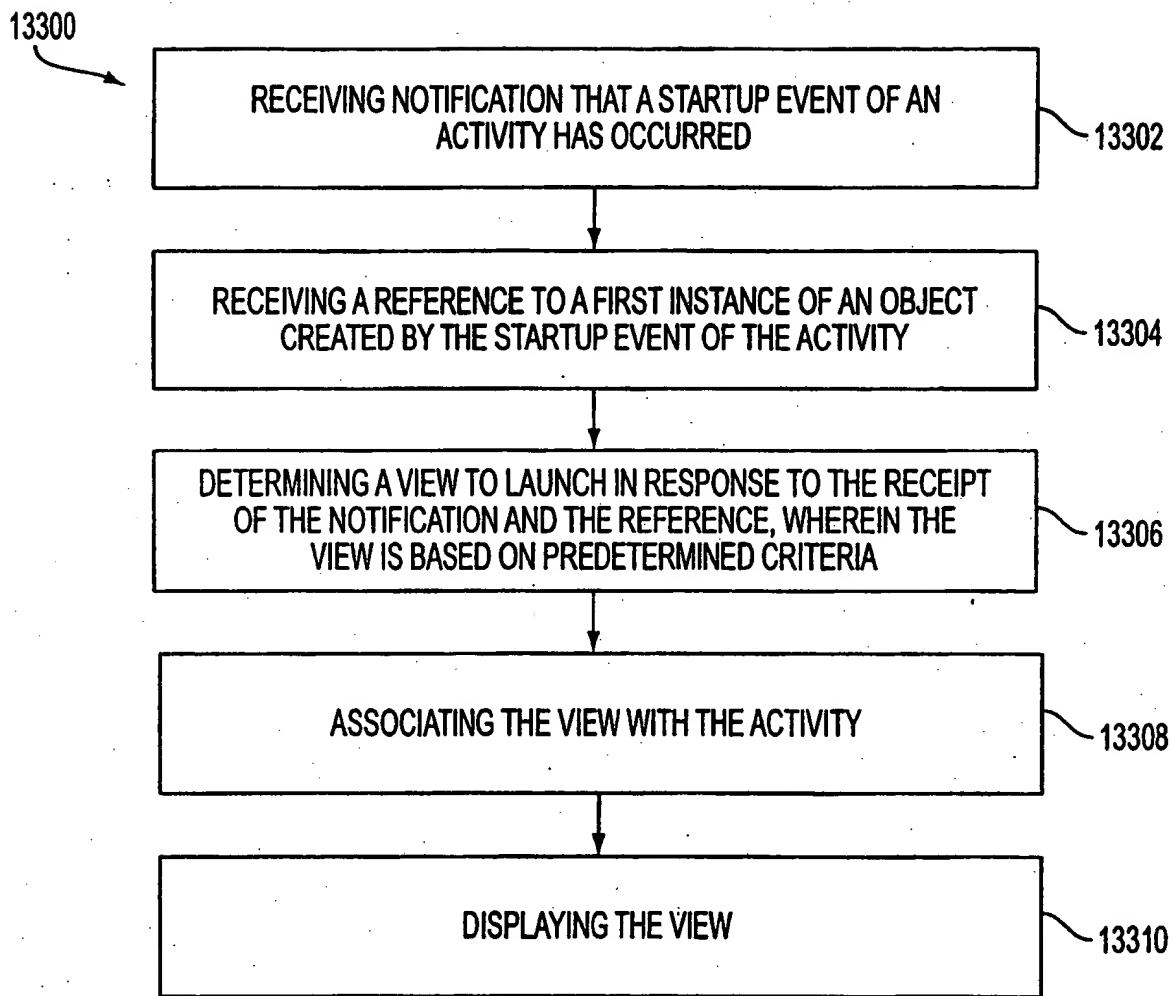 13300
RECEIVING NOTIFICATION THAT A STARTUP EVENT OF AN
ACTIVITY HAS OCCURRED
13302
RECEIVING A REFERENCE TO A FIRST INSTANCE OF AN OBJECT
CREATED BY THE STARTUP EVENT OF THE ACTIVITY
13304
DETERMINING A VIEW TO LAUNCH IN RESPONSE TO THE RECEIPT
OF THE NOTIFICATION AND THE REFERENCE, WHEREIN THE
VIEW IS BASED ON PREDETERMINED CRITERIA
13306
ASSOCIATING THE VIEW WITH THE ACTIVITY
13308
DISPLAYING THE VIEW
13310